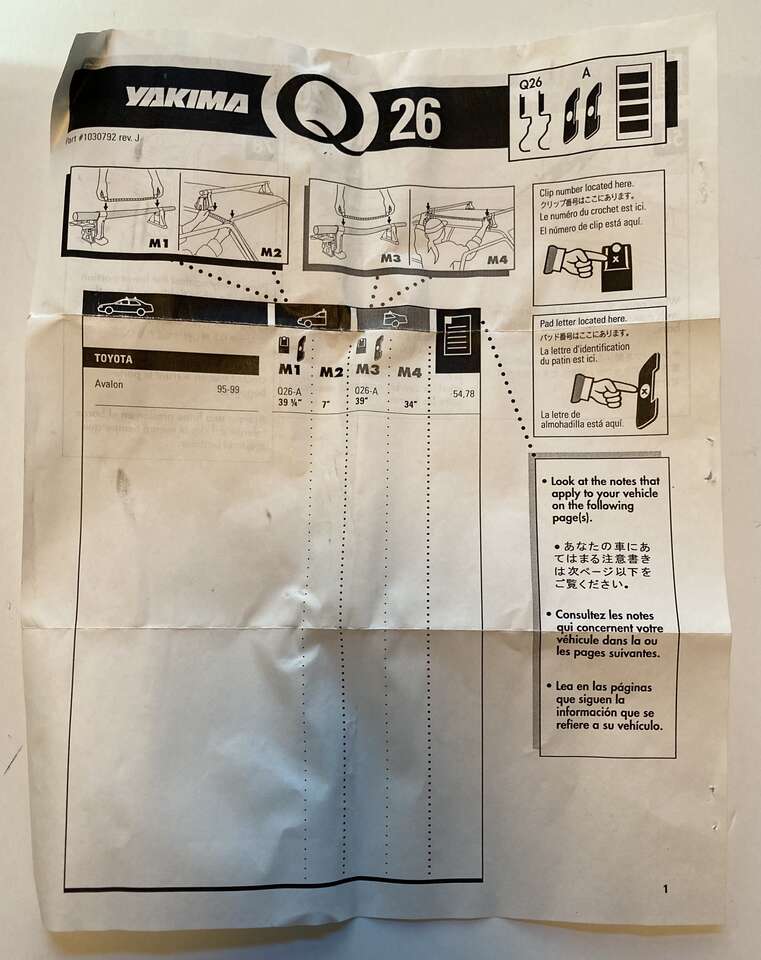 YAKIMA Q 26
Part #1030792 rev. J
Q26 A
M1
M2
M3
M4
Clip number located here.
クリップ番号はここにあります。
Le numéro du crochet est ici.
El número de clip está aquí.
X
Pad letter located here.
パッド番号はここにあります。
La lettre d'identification
du patin est ici.
X
La letre de
almohadilla está aquí.
M1 M2 M3 M4
TOYOTA
Avalon 95-99 Q26-A Q26-A 54,78
39 ¼" 7" 39" 34"
• Look at the notes that
apply to your vehicle
on the following
page(s).
• あなたの車にあ
てはまる注意書き
は次ページ以下を
ご覧ください。
• Consultez les notes
qui concernent votre
véhicule dans la ou
les pages suivantes.
• Lea en las páginas
que siguen la
información que se
refiere a su vehículo.
1